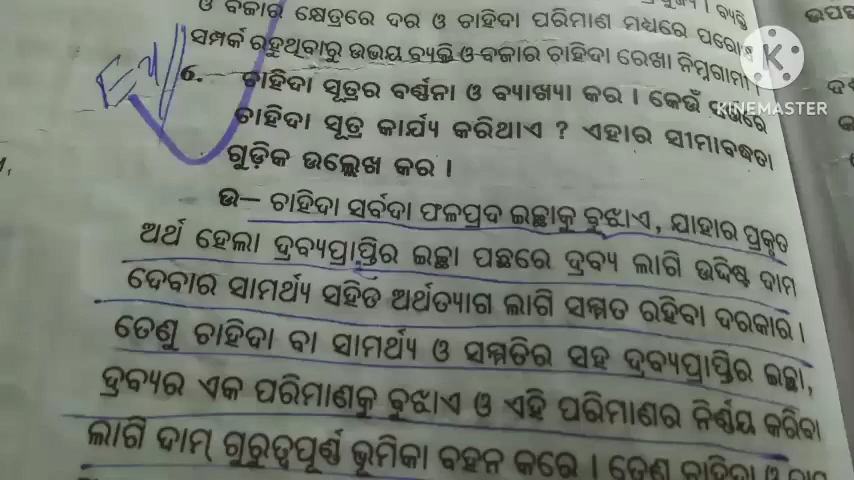 ଓ ବଜାର କ୍ଷେତ୍ରରେ ଦର ଓ ଚାହିଦା ପରିମାଣ ମଧ୍ୟରେ
ସମ୍ପର୍କ ରହୁଥିବାରୁ ଉଭୟ ବ୍ୟକ୍ତି ଓ ବଜାର ଚାହିଦା ରେଖା ନିମ୍ନଗାମୀ ।
6. ଚାହିଦା ସୂତ୍ରର ବର୍ଣ୍ଣନା ଓ ବ୍ୟାଖ୍ୟା କର । କେଉଁ
ଚାହିଦା ସୂତ୍ର କାର୍ଯ୍ୟ କରିଥାଏ ? ଏହାର ସୀମାବଦ୍ଧତା
ଗୁଡ଼ିକ ଉଲ୍ଲେଖ କର ।
ଉ– ଚାହିଦା ସର୍ବଦା ଫଳପ୍ରଦ ଇଚ୍ଛାକୁ ବୁଝାଏ, ଯାହାର ପ୍ରକୃତ
ଅର୍ଥ ହେଲା ଦ୍ରବ୍ୟପ୍ରାପ୍ତିର ଇଚ୍ଛା ପଛରେ ଦ୍ରବ୍ୟ ଲାଗି ଉଦ୍ଦିଷ୍ଟ ଦାମ
ଦେବାର ସାମର୍ଥ୍ୟ ସହିତ ଅର୍ଥତ୍ୟାଗ ଲାଗି ସମ୍ମତ ରହିବା ଦରକାର ।
ତେଣୁ ଚାହିଦା ବା ସାମର୍ଥ୍ୟ ଓ ସମ୍ମତିର ସହ ଦ୍ରବ୍ୟପ୍ରାପ୍ତିର ଇଚ୍ଛା,
ଦ୍ରବ୍ୟର ଏକ ପରିମାଣକୁ ବୁଝାଏ ଓ ଏହି ପରିମାଣର ନିର୍ଣ୍ଣୟ କରିବା
ଲାଗି ଦାମ୍ ଗୁରୁତ୍ୱପୂର୍ଣ୍ଣ ଭୂମିକା ବହନ କରେ । ତେଣୁ ଚାହିଦା ଓ
KINEMASTER